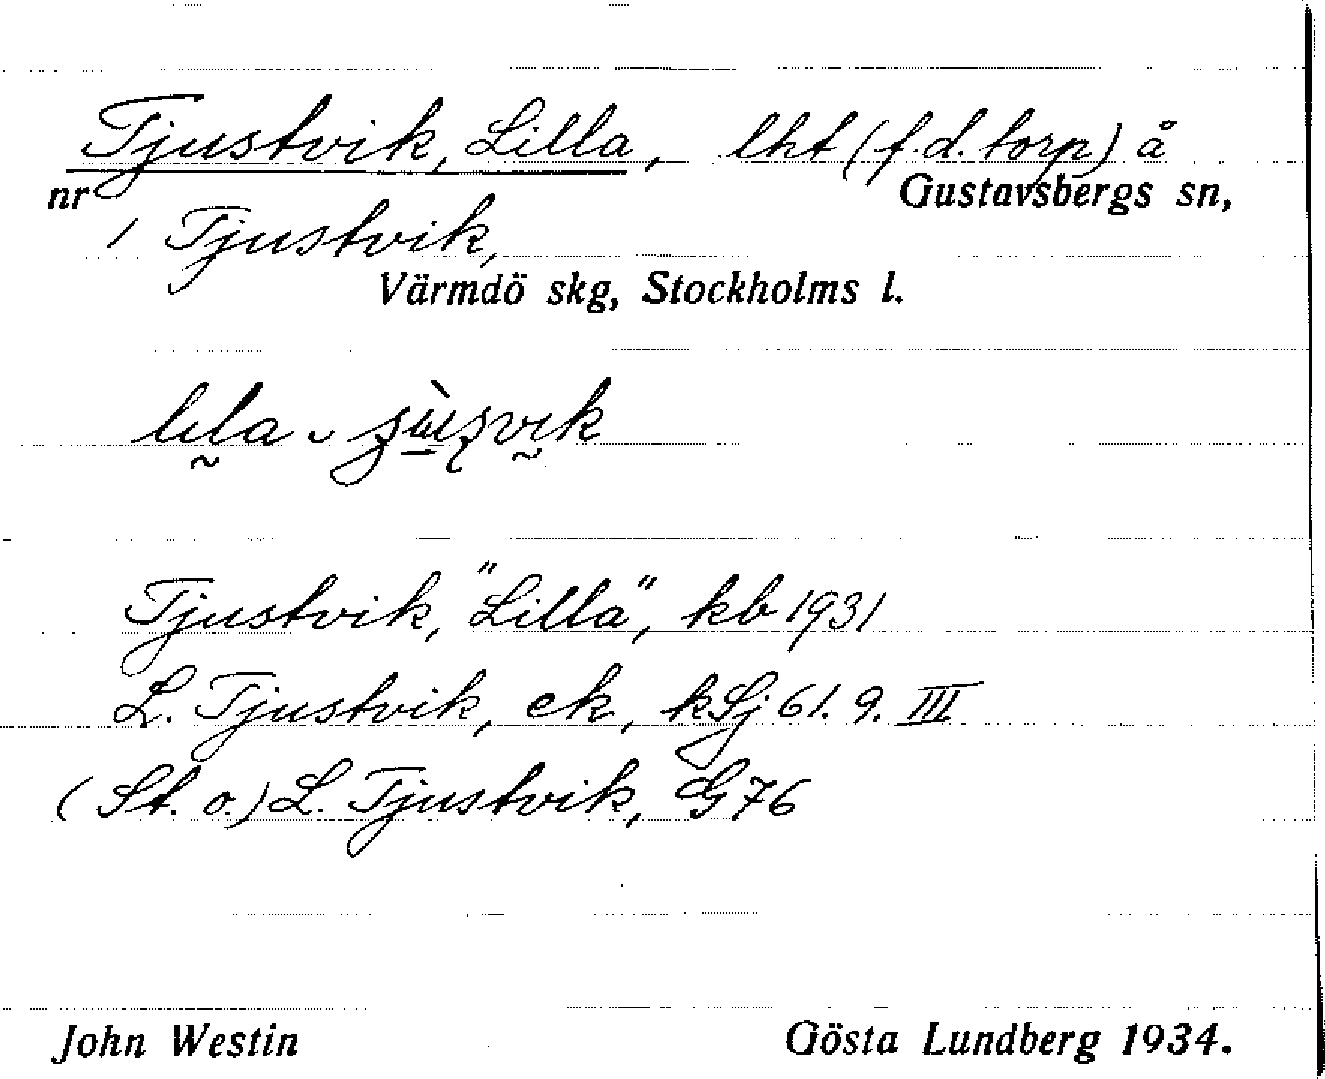 Tjustvik, Lilla, lht (f.d. torp) å
nr Gustavsbergs sn,
1 Tjustvik,
Värmdö skg, Stockholms l.
Tjustvik, "Lilla", kb 1931
L. Tjustvik, ek, kSj 61. 9. III
(St. o.) L. Tjustvik, G76
John Westin Gösta Lundberg 1934.